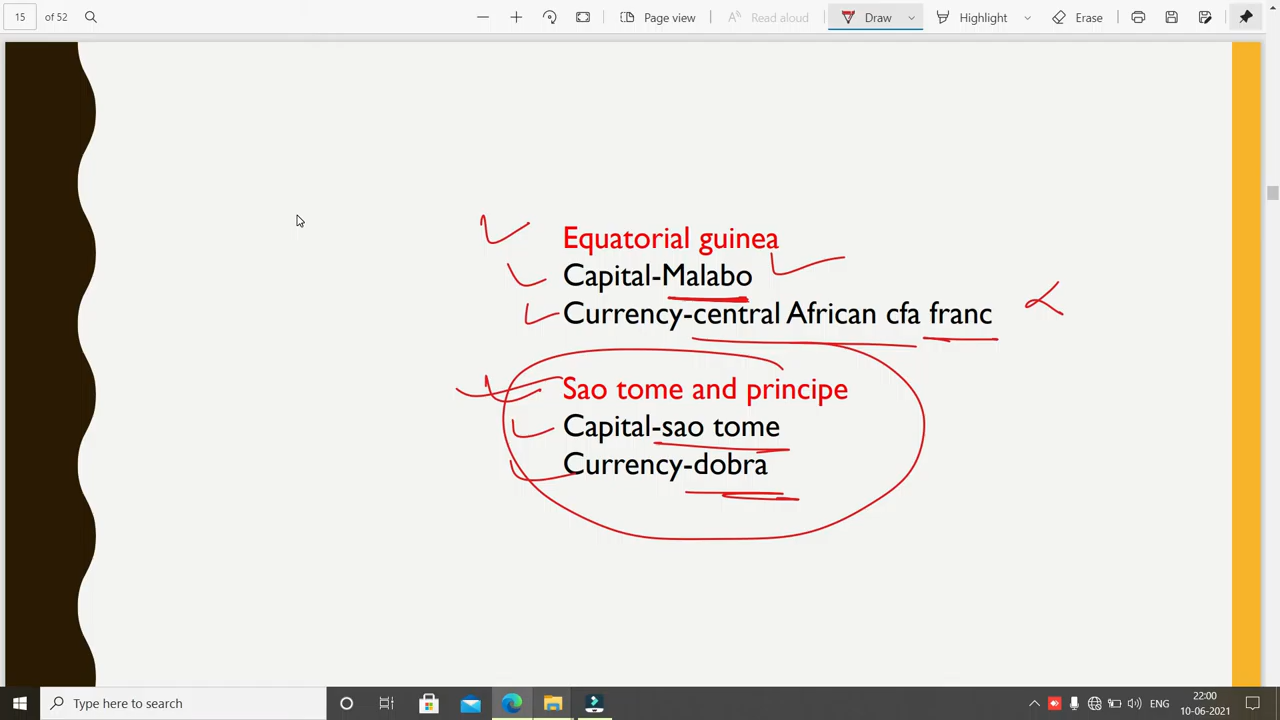 15 of 52 Page view Read aloud Draw Highlight Erase
Equatorial guinea
Capital-Malabo
Currency-central African cfa franc
Sao tome and principe
Capital-sao tome
Currency-dobra
Type here to search ENG 22:00
10-06-2021